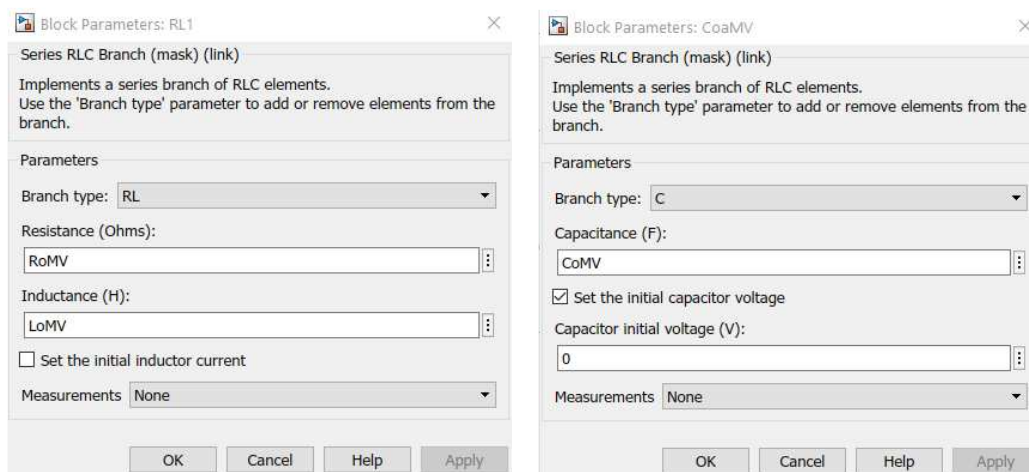 Block Parameters: RL1
Series RLC Branch (mask) (link)
Implements a series branch of RLC elements.
Use the 'Branch type' parameter to add or remove elements from the
branch.
Parameters
Branch type: RL
Resistance (Ohms):
RoMV
Inductance (H):
LoMV
Set the initial inductor current
Measurements None
OK Cancel Help Apply
Block Parameters: CoaMV
Series RLC Branch (mask) (link)
Implements a series branch of RLC elements.
Use the 'Branch type' parameter to add or remove elements from the
branch.
Parameters
Branch type: C
Capacitance (F):
CoMV
Set the initial capacitor voltage
Capacitor initial voltage (V):
0
Measurements None
OK Cancel Help Apply